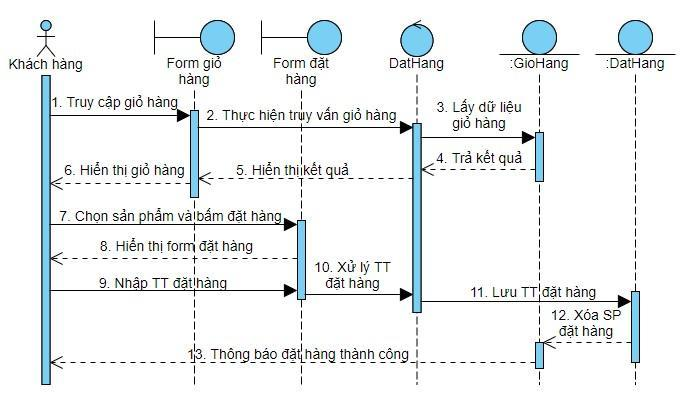 Khách hàng
Form giỏ
hàng
Form đặt
hàng
DatHang
:GioHang
:DatHang
1. Truy cập giỏ hàng
2. Thực hiện truy vấn giỏ hàng
3. Lấy dữ liệu
giỏ hàng
4. Trả kết quả
5. Hiển thị kết quả
6. Hiển thị giỏ hàng
7. Chọn sản phẩm và bấm đặt hàng
8. Hiển thị form đặt hàng
9. Nhập TT đặt hàng
10. Xử lý TT
đặt hàng
11. Lưu TT đặt hàng
12. Xóa SP
đặt hàng
13. Thông báo đặt hàng thành công